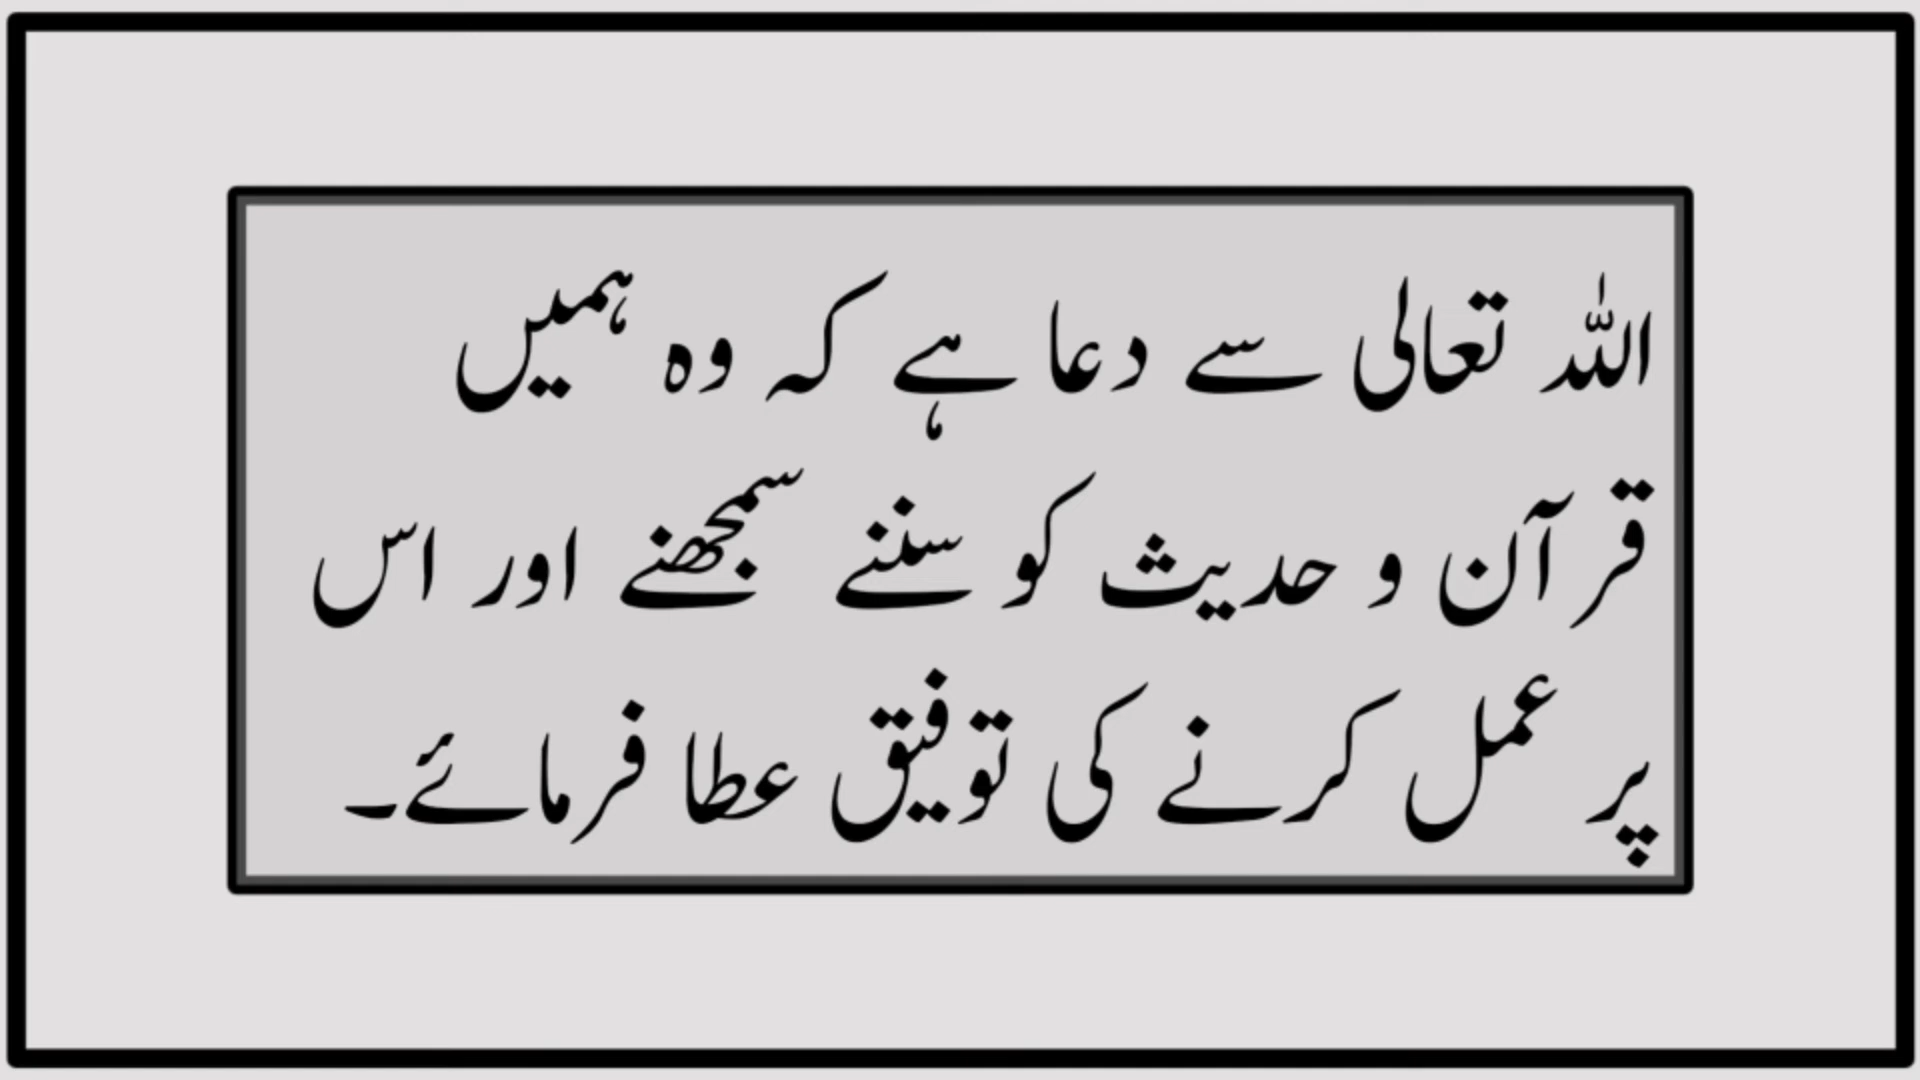 اللہ تعالی سے دعا ہے کہ وہ ہمیں
قرآن و حدیث کو سننے سمجھنے اور اس
پر عمل کرنے کی توفیق عطا فرمائے۔